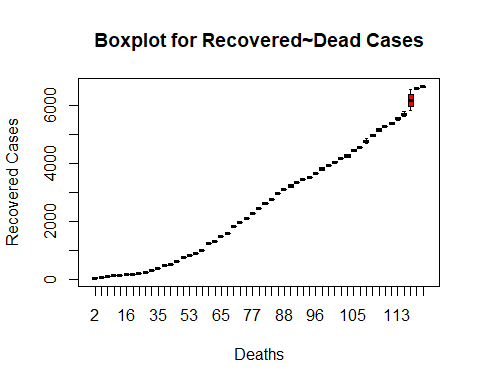 Boxplot for Recovered~Dead Cases
Recovered Cases
6000
4000
2000
0
2 16 35 53 65 77 88 96 105 113
Deaths